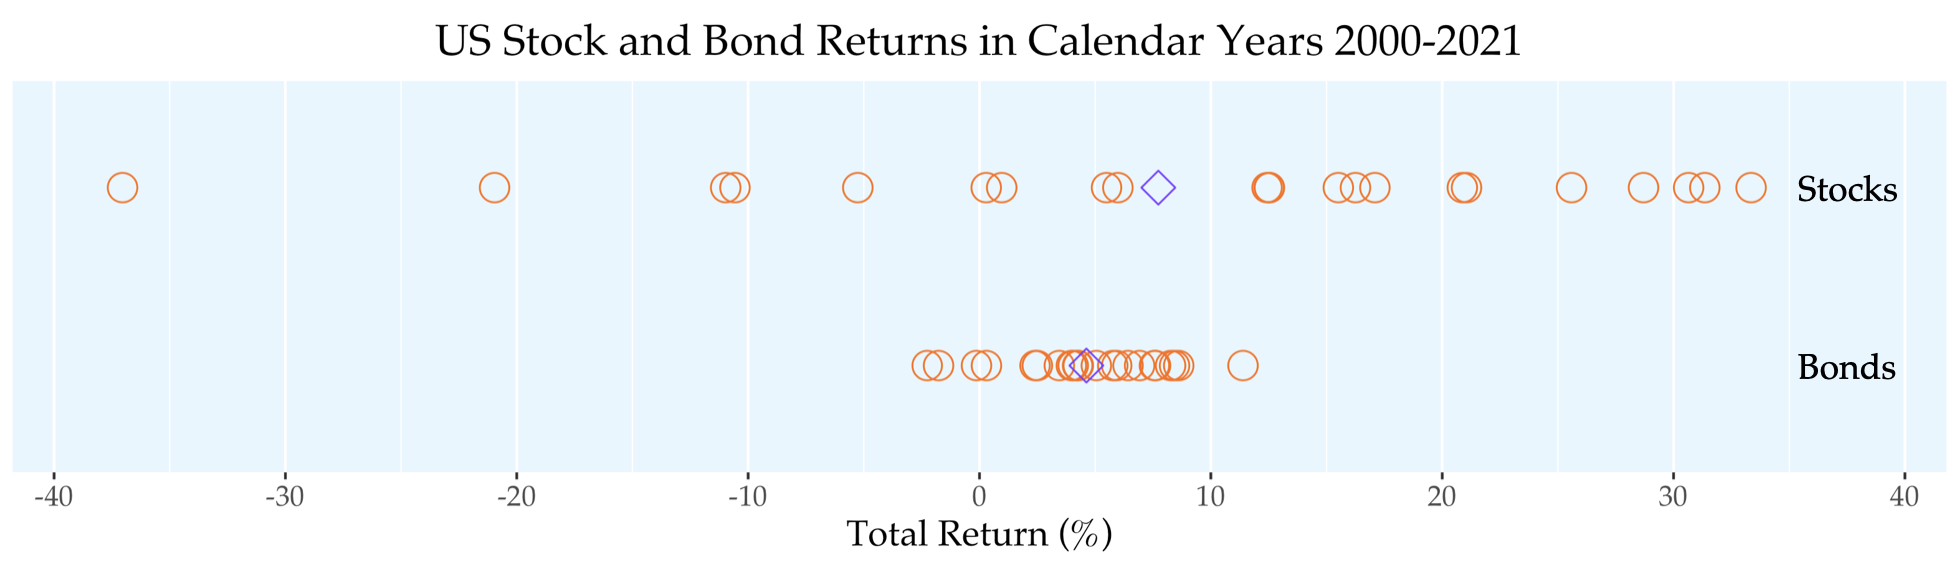 US Stock and Bond Returns in Calendar Years 2000-2021
Stocks
Bonds
-40 -30 -20 -10 0 10 20 30 40
Total Return (%)